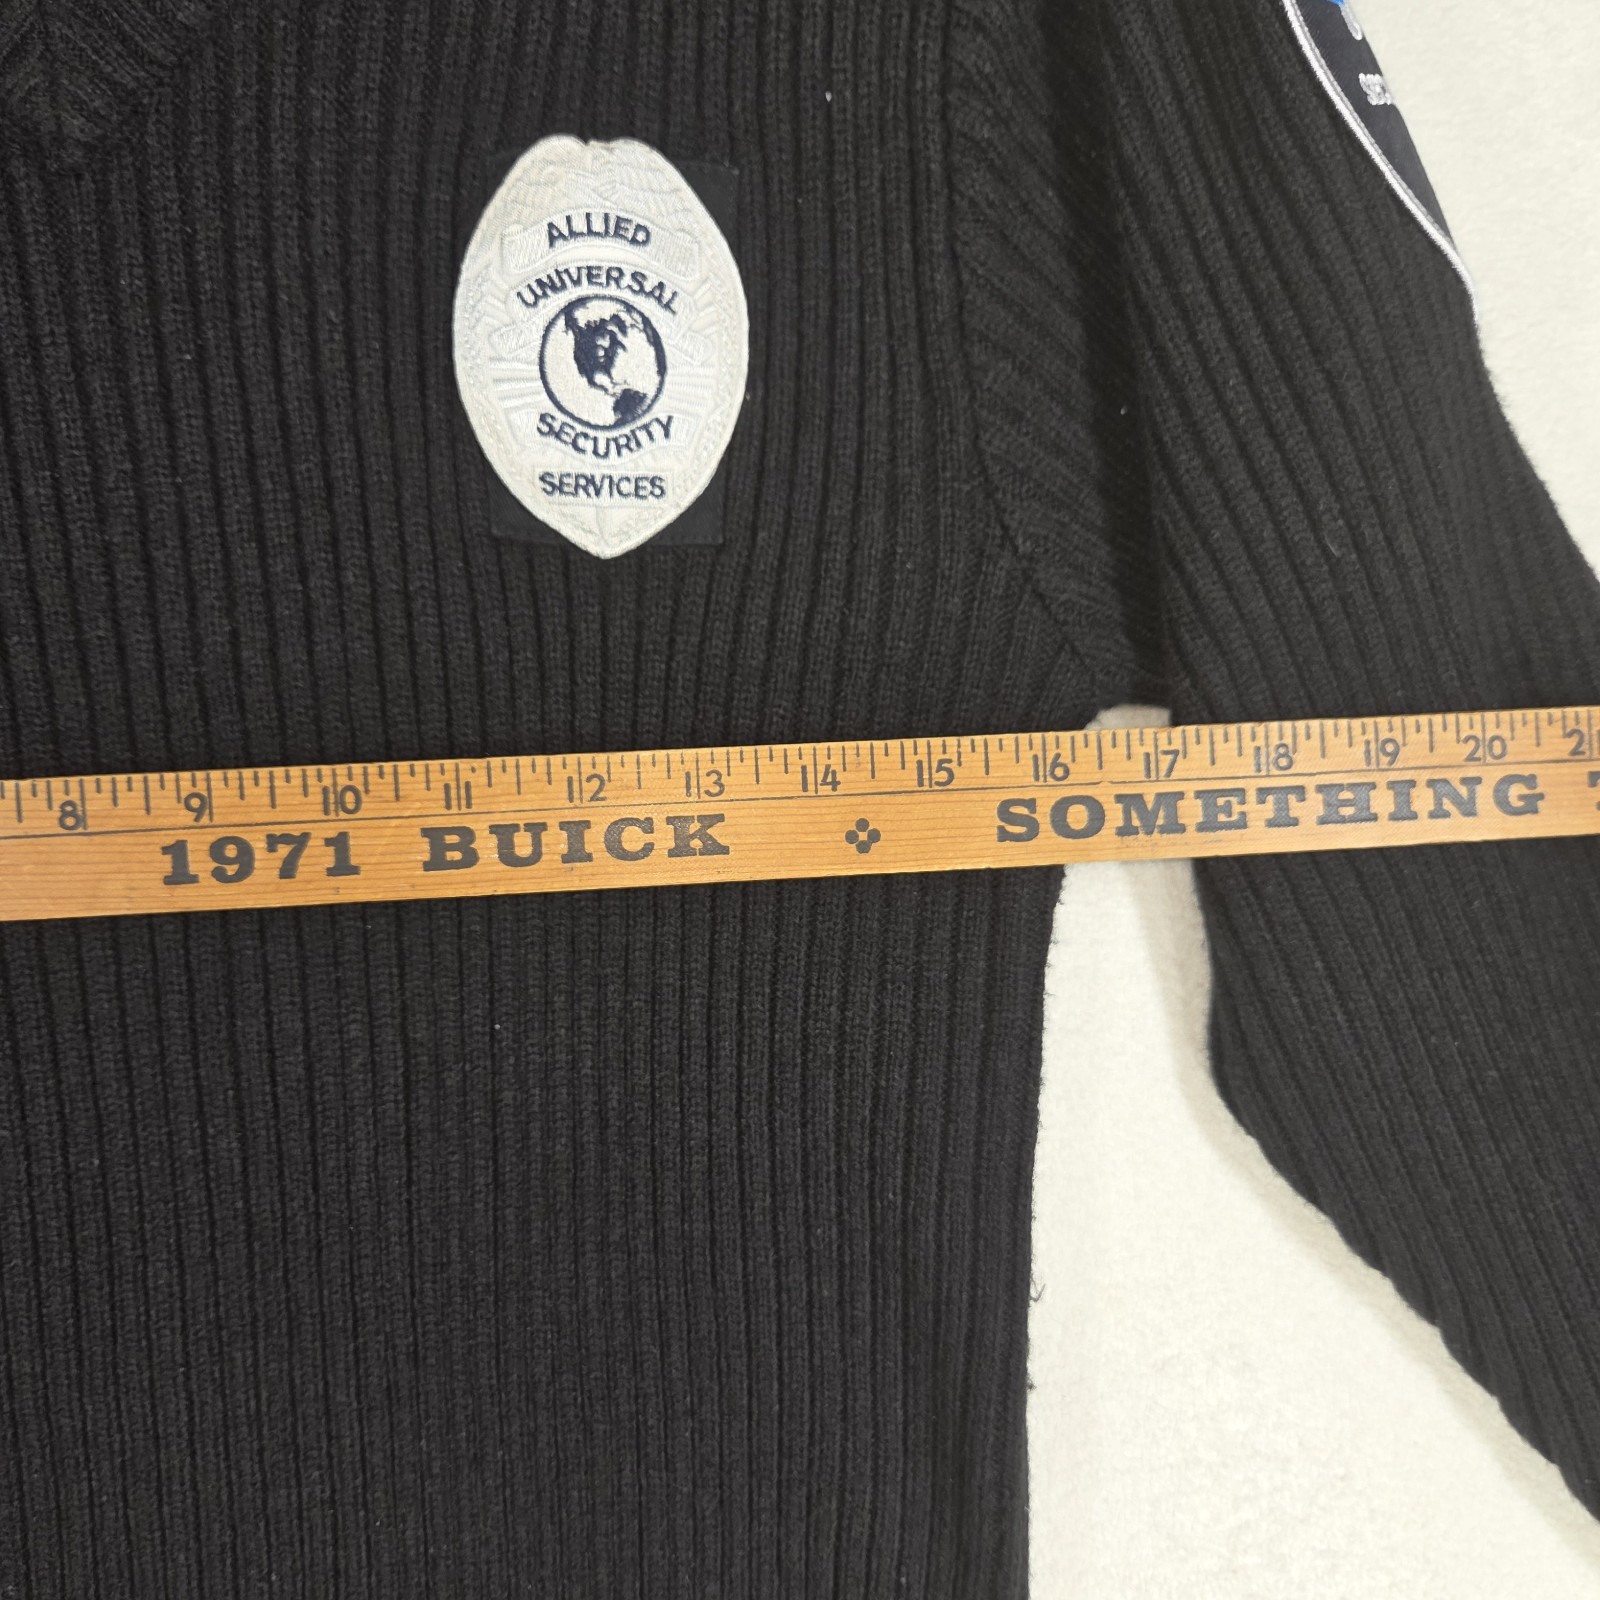 ALLIED
UNIVERSAL
SECURITY
SERVICES
8 9 10 11 12 13 14 15 16 17 18 19 20
1971 BUICK SOMETHING